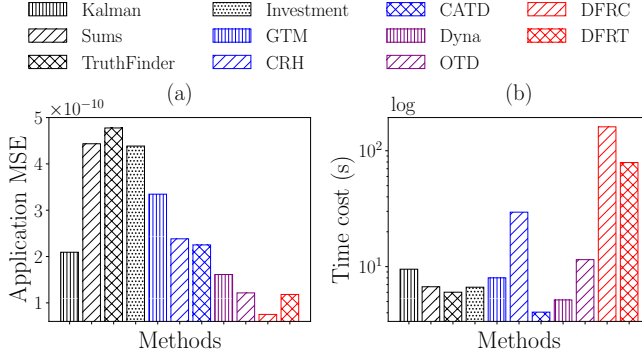 Kalman Investment CATD DFRC
Sums GTM Dyna DFRT
TruthFinder CRH OTD
(a) (b)
×10⁻¹⁰ log
5
4
3
2
1
Application MSE
Methods
10²
10¹
Time cost (s)
Methods